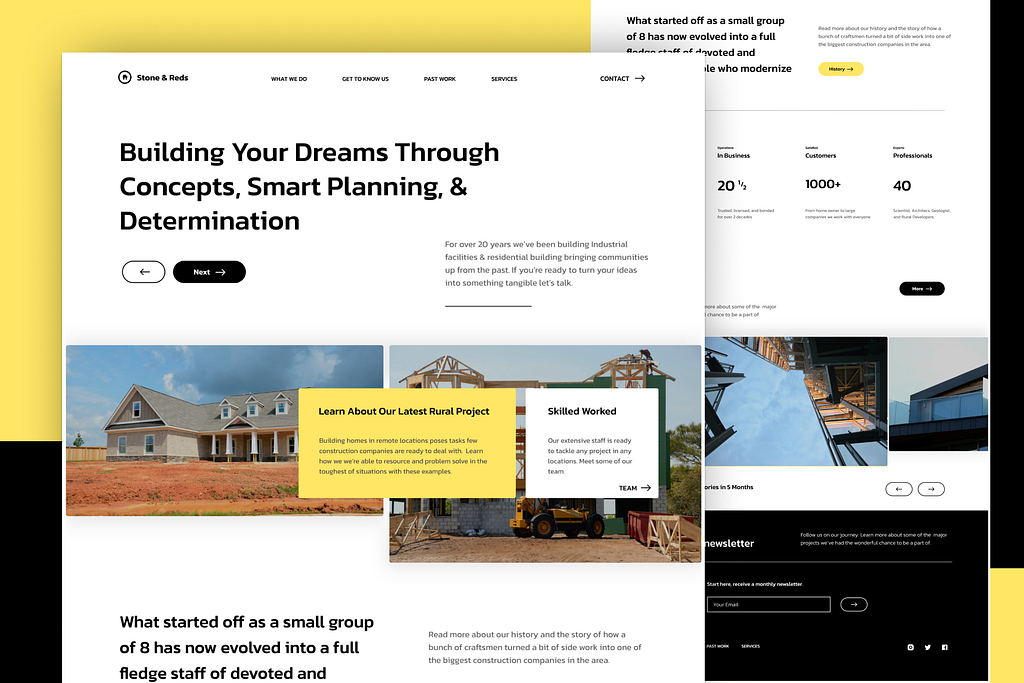 Stone & Reds
WHAT WE DO
GET TO KNOW US
PAST WORK
SERVICES
CONTACT
Building Your Dreams Through
Concepts, Smart Planning, &
Determination
Next
For over 20 years we've been building Industrial
facilities & residential building bringing communities
up from the past. If you're ready to turn your ideas
into something tangible let's talk.
Learn About Our Latest Rural Project
Building homes in remote locations poses tasks few
construction companies are ready to deal with. Learn
how we we're able to resource and problem solve in the
toughest of situations with these examples.
Skilled Worked
Our extensive staff is ready
to tackle any project in any
locations. Meet some of our
team.
TEAM
What started off as a small group
of 8 has now evolved into a full
fledge staff of devoted and
Read more about our history and the story of how a
bunch of craftsmen turned a bit of side work into one of
the biggest construction companies in the area.
What started off as a small group
of 8 has now evolved into a full
fledge staff of devoted and
who modernize
Read more about our history and the story of how a
bunch of craftsmen turned a bit of side work into one of
the biggest construction companies in the area.
History
Operations
In Business
20 ½
Trusted, licensed, and bonded
for over 2 decades
Satisfied
Customers
1000+
From home owner to large
companies we work with everyone
Experts
Professionals
40
Scientist, Architecs, Geologist,
and Rural Developers
More
more about some of the major
chance to be a part of
ories in 5 Months
newsletter
Follow us on our journey. Learn more about some of the major
projects we've had the wonderful chance to be a part of
Start here, receive a monthly newsletter.
Your Email
PAST WORK
SERVICES